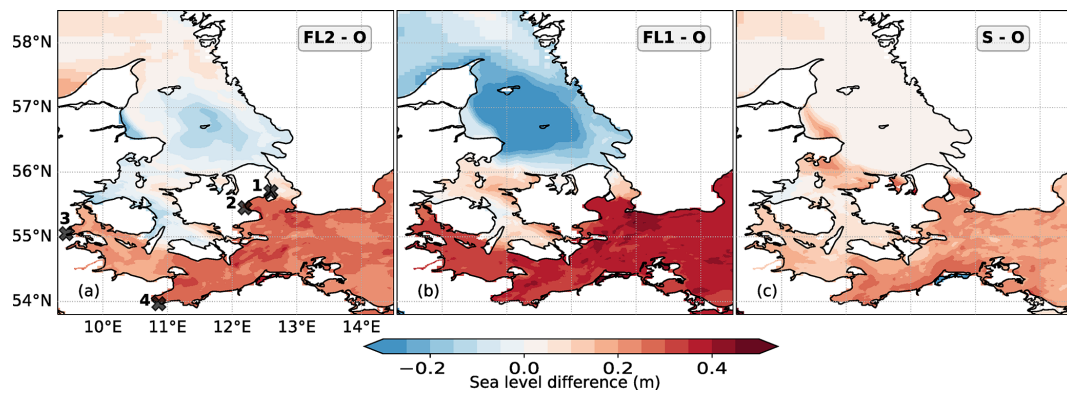 FL2 - O
FL1 - O
S - O
58°N
57°N
56°N
55°N
54°N
1
2
3
4
(a)
(b)
(c)
10°E 11°E 12°E 13°E 14°E
−0.2 0.0 0.2 0.4
Sea level difference (m)